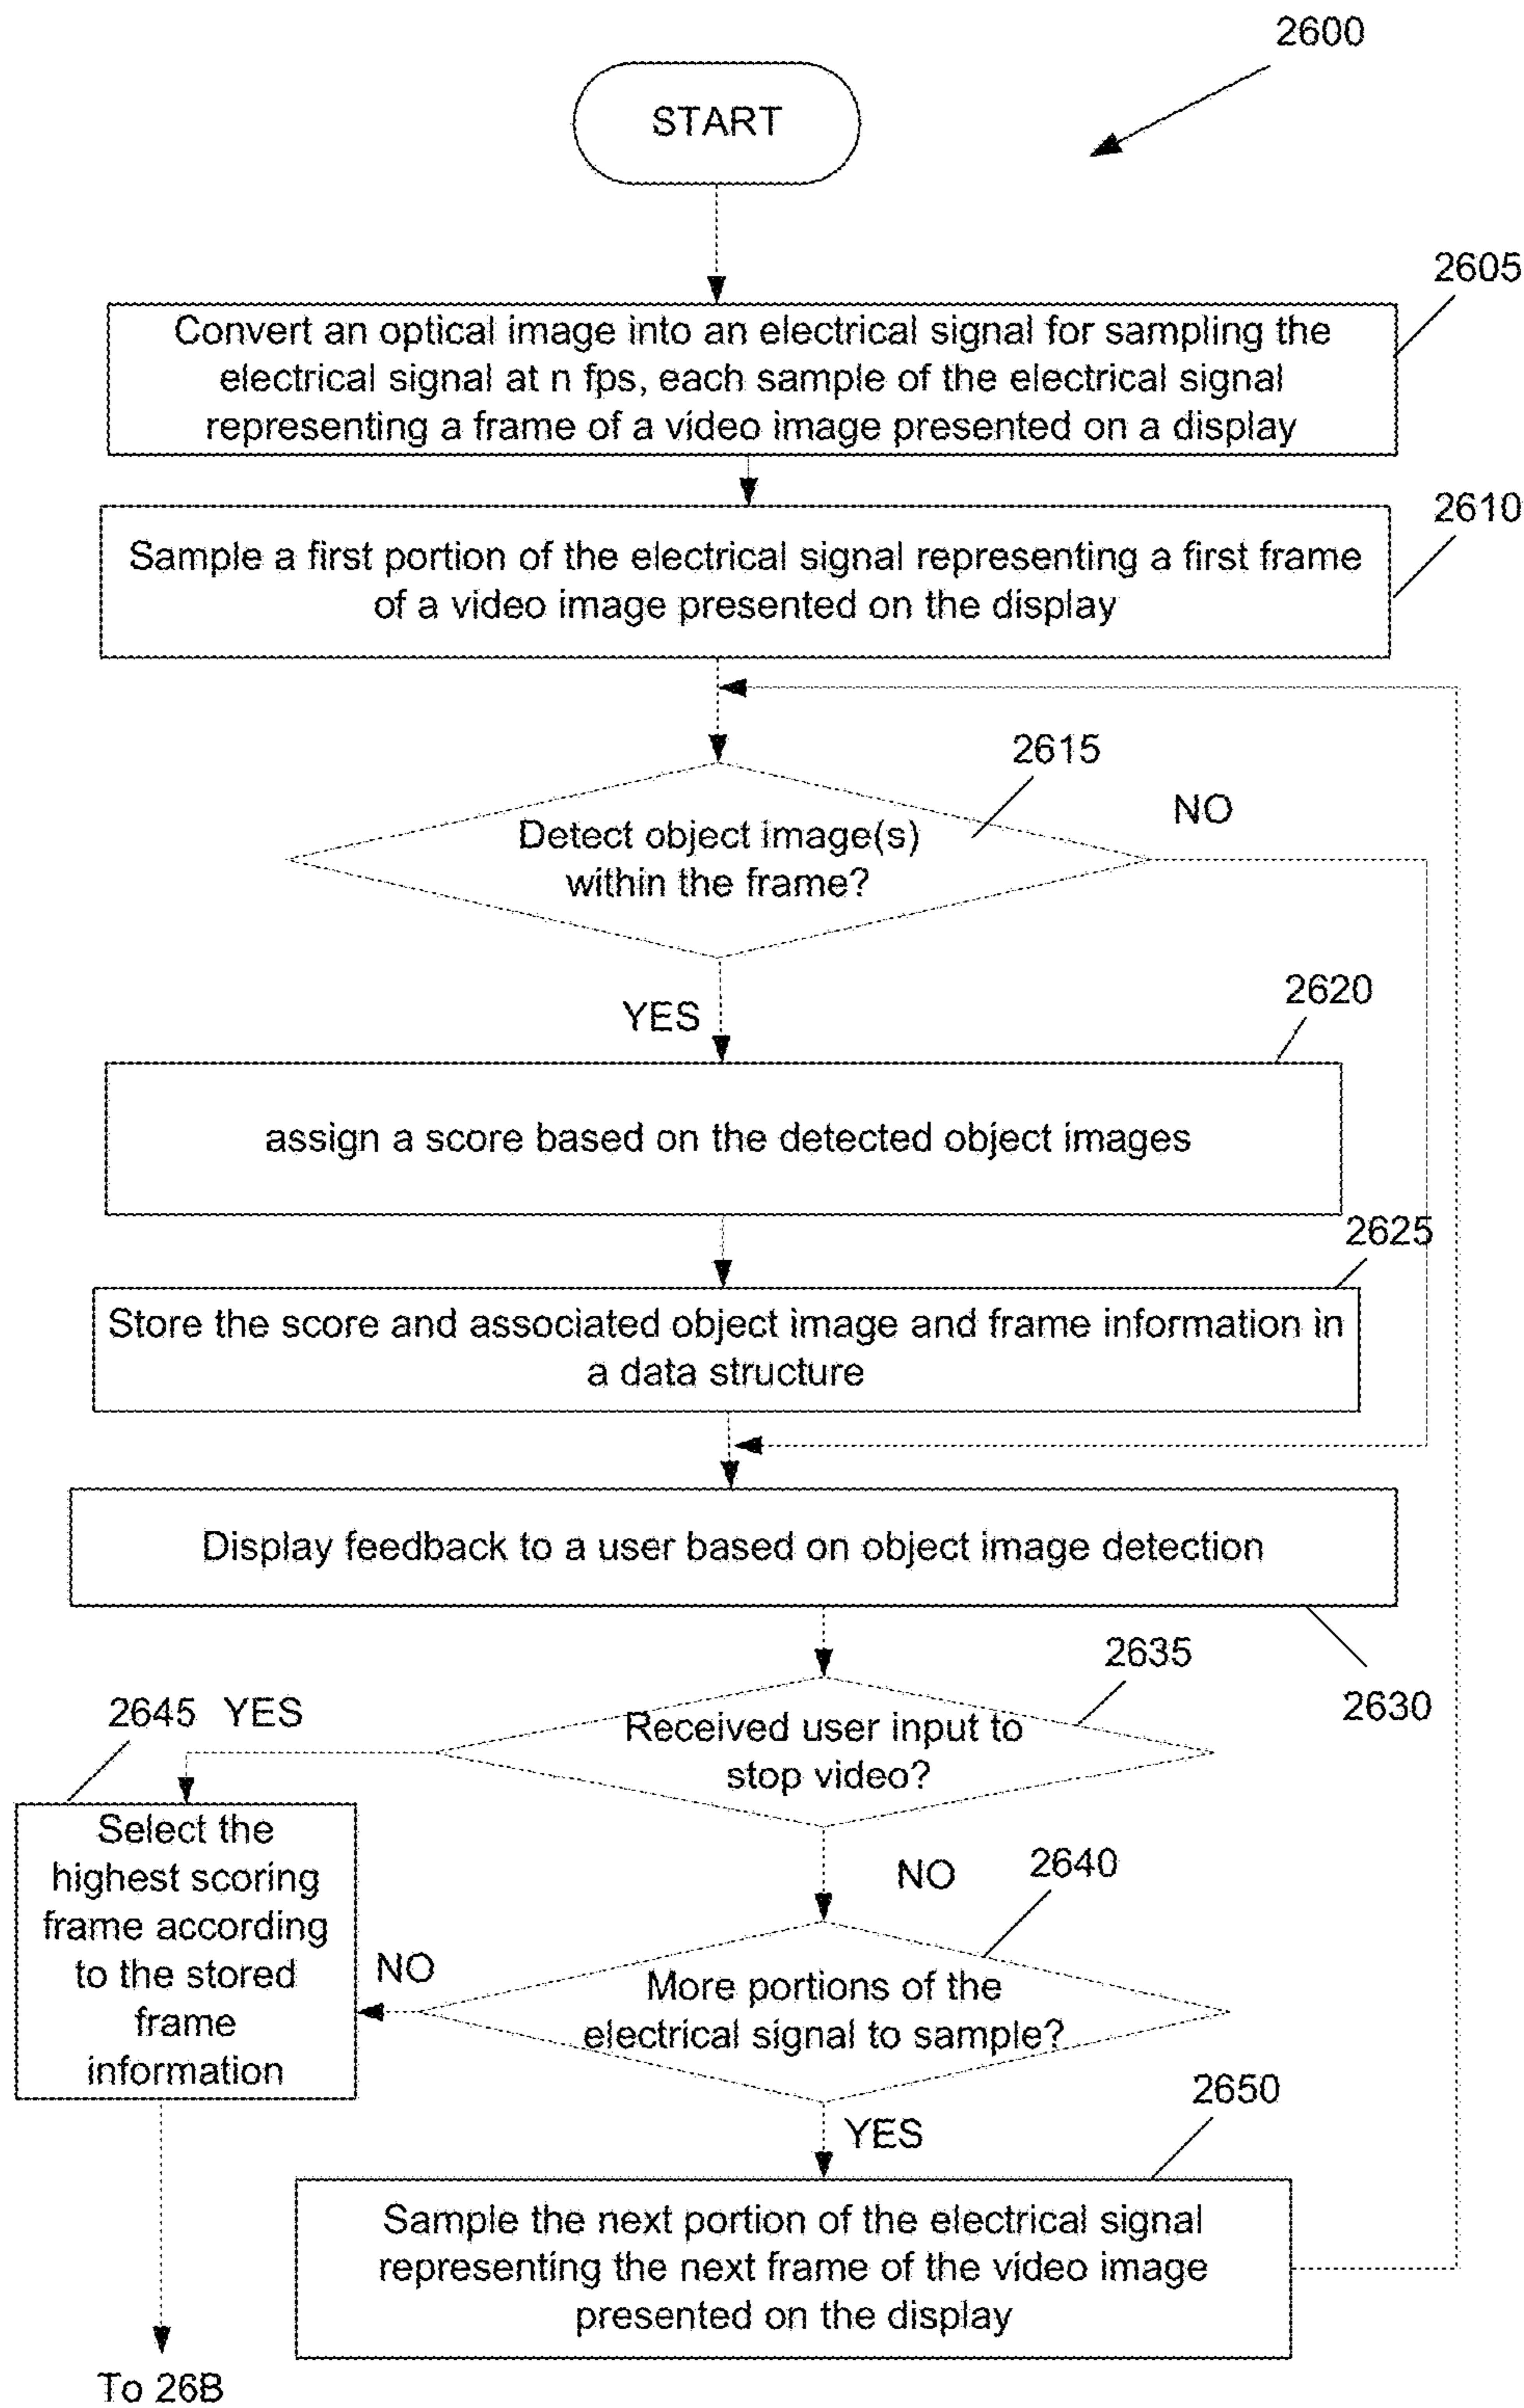 2600
START
2605
Convert an optical image into an electrical signal for sampling the
electrical signal at n fps, each sample of the electrical signal
representing a frame of a video image presented on a display
2610
Sample a first portion of the electrical signal representing a first frame
of a video image presented on the display
2615
NO
Detect object image(s)
within the frame?
2620
YES
assign a score based on the detected object images
2625
Store the score and associated object image and frame information in
a data structure
Display feedback to a user based on object image detection
2630
2635
2645 YES
Received user input to
stop video?
Select the
highest scoring
frame according
to the stored
frame
information
NO
2640
NO
More portions of the
electrical signal to sample?
2650
YES
Sample the next portion of the electrical signal
representing the next frame of the video image
presented on the display
To 26B